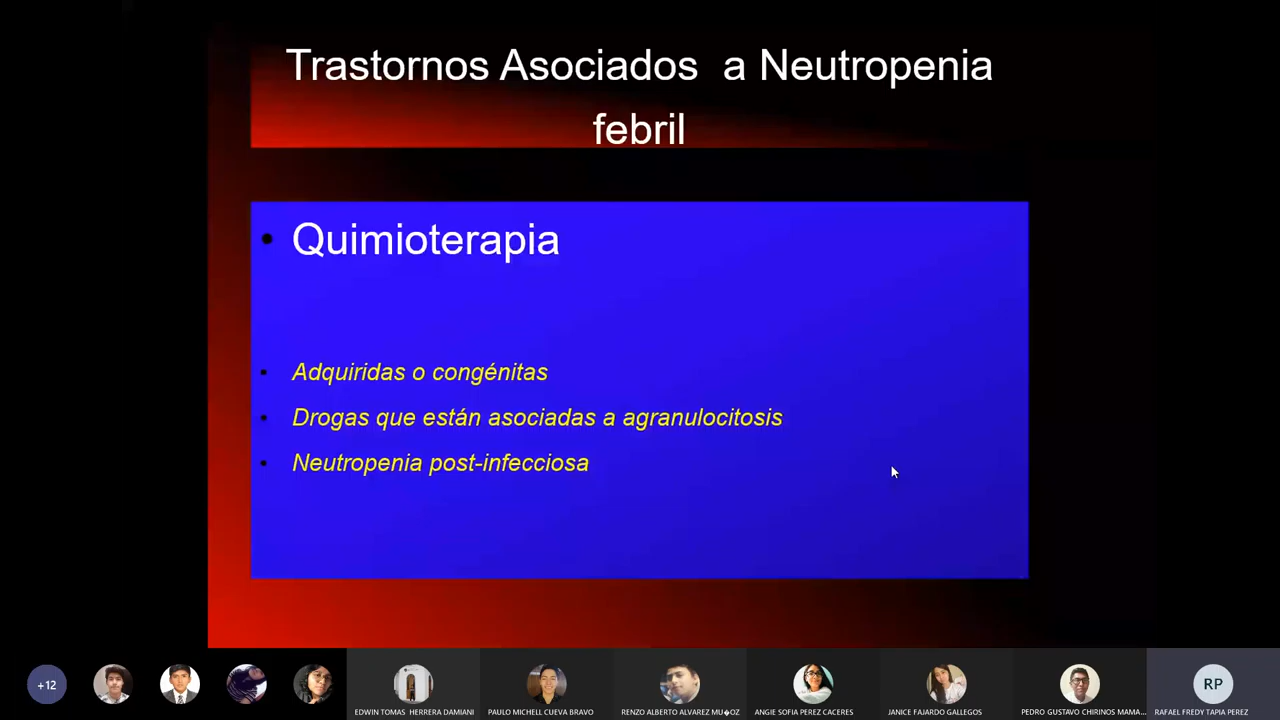 Trastornos Asociados  a Neutropenia
febril
• Quimioterapia
• Adquiridas o congénitas
• Drogas que están asociadas a agranulocitosis
• Neutropenia post-infecciosa
+12
EDWIN TOMAS  HERRERA DAMIANI
PAULO MICHELL CUEVA BRAVO
RENZO ALBERTO ALVAREZ MU�OZ
ANGIE SOFIA PEREZ CACERES
JANICE FAJARDO GALLEGOS
PEDRO GUSTAVO CHIRINOS MAMA...
RP
RAFAEL FREDY TAPIA PEREZ